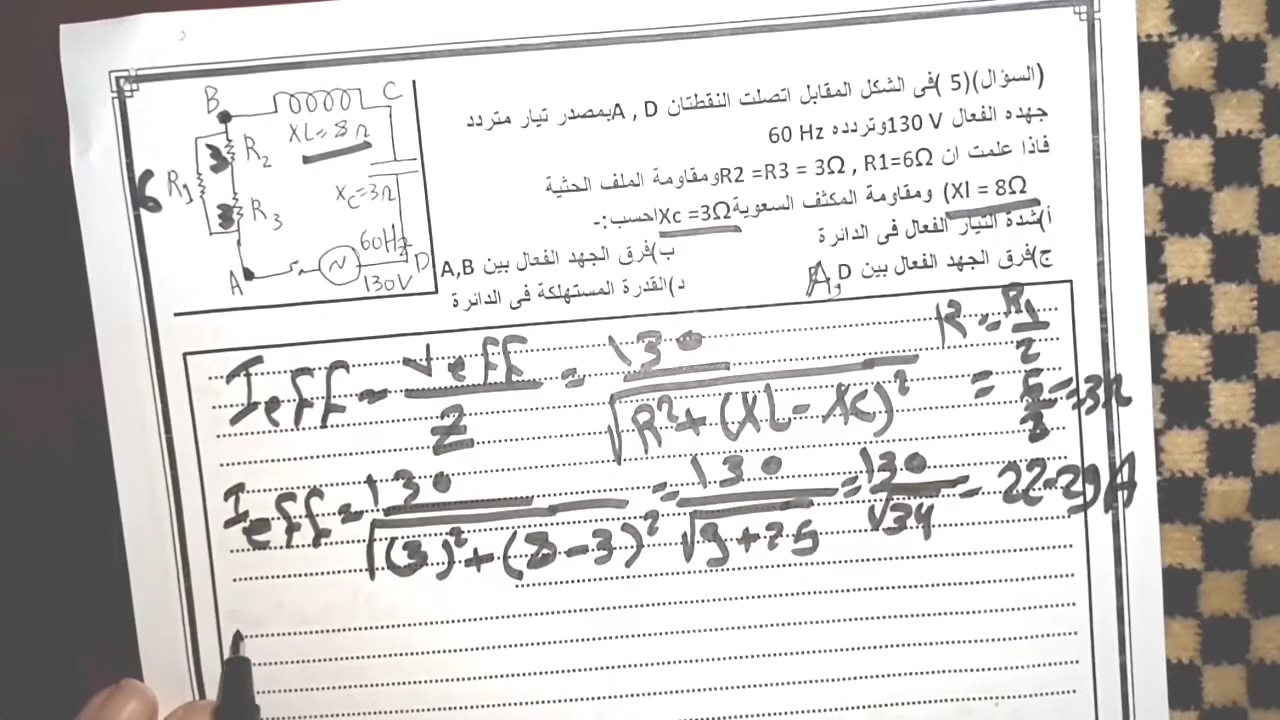 (السؤال)( 5 )فى الشكل المقابل اتصلت النقطتان A , D بمصدر تيار متردد
جهده الفعال 130 V وتردده 60 Hz
فاذا علمت ان R2 =R3 = 3Ω , R1=6Ω ومقاومة الملف الحثية
(Xl = 8Ω ومقاومة المكثف السعوية Xc =3Ω احسب:-
أ)شدة التيار الفعال فى الدائرة
ب)فرق الجهد الفعال بين A,B
ج)فرق الجهد الفعال بين A, D
د)القدرة المستهلكة فى الدائرة
B
C
XL= 8Ω
R2
3
6
R1
XC=3Ω
3
R3
60Hz
D
A
130V
Ieff = Veff / Z = 130 / √R²+(XL-Xc)²
R = R1 / 2
= 6 / 2 = 3Ω
Ieff = 130 / √(3)²+(8-3)² = 130 / √9+25 = 130 / √34 = 22.29A